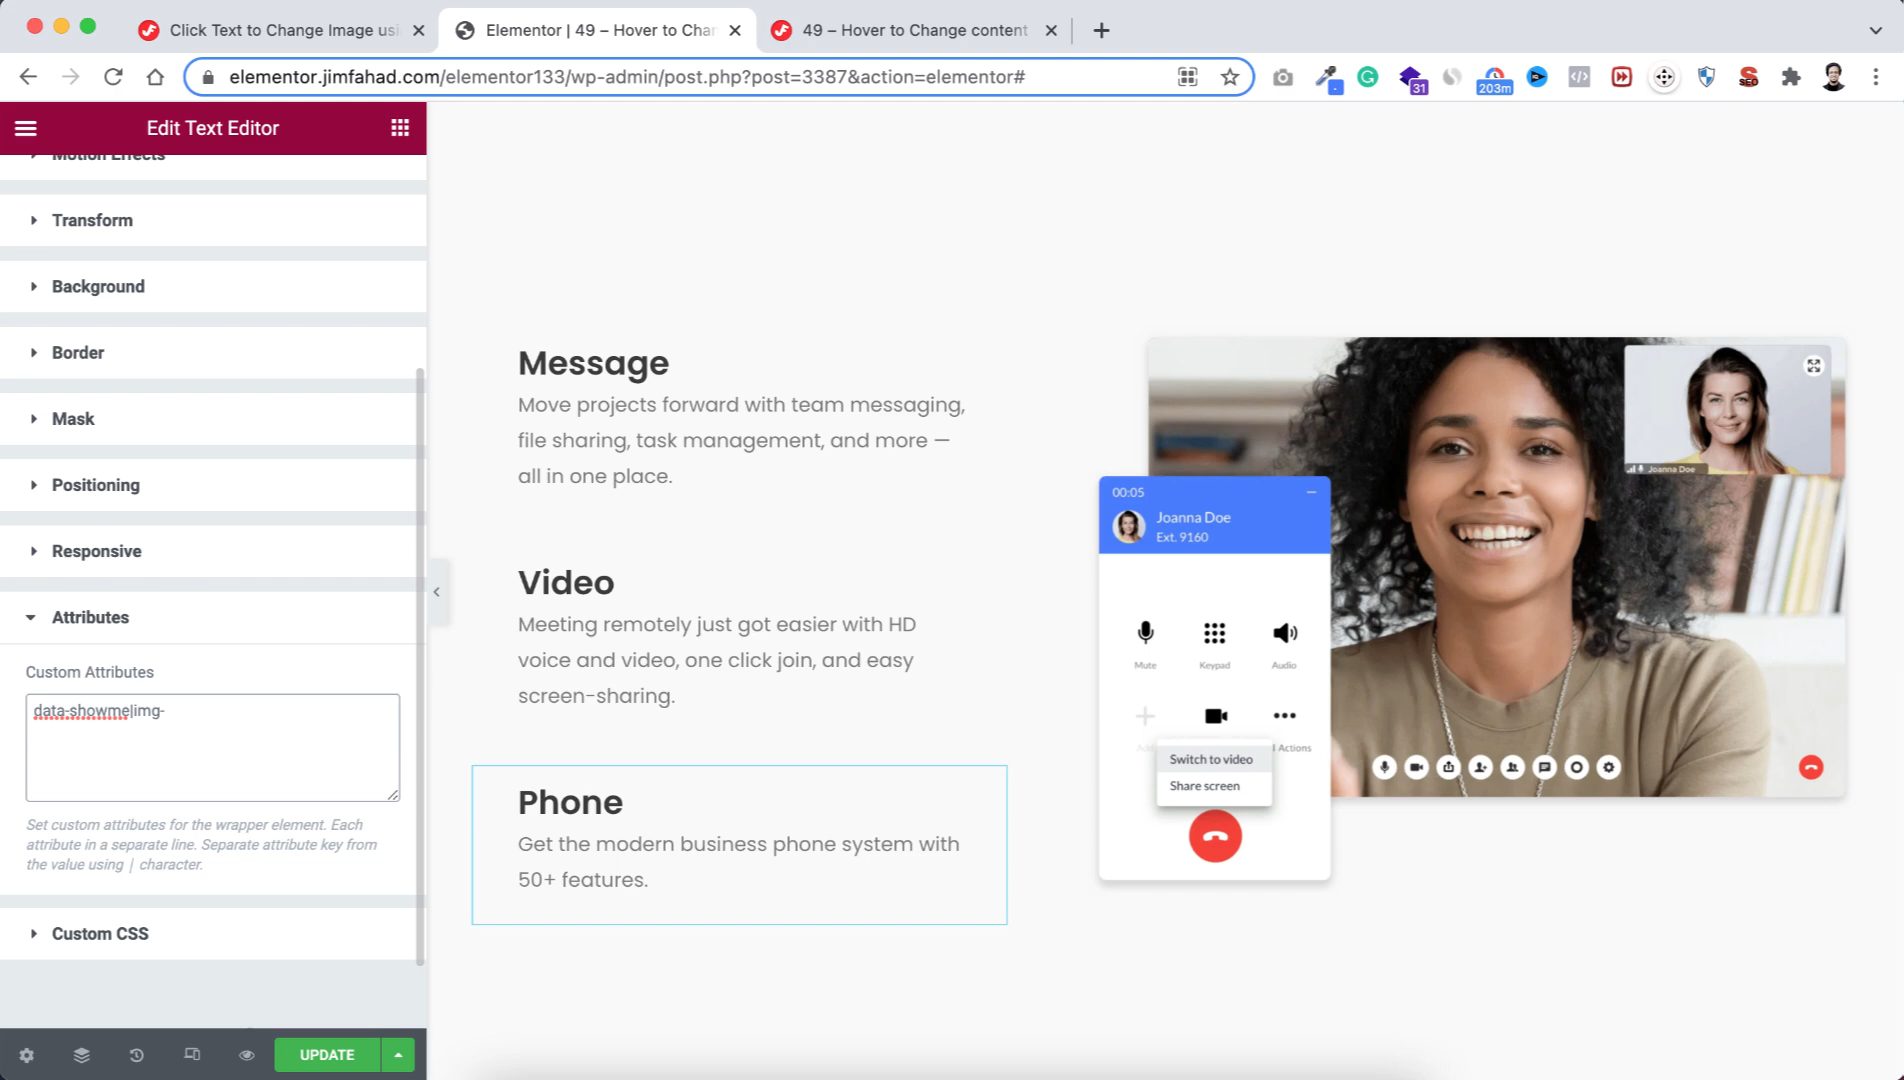 Click Text to Change Image usi
Elementor | 49 – Hover to Chan
49 – Hover to Change content
elementor.jimfahad.com/elementor133/wp-admin/post.php?post=3387&action=elementor#
31
203m
SEO
Edit Text Editor
Motion Effects
Transform
Background
Border
Mask
Positioning
Responsive
Attributes
Custom Attributes
data-showme|img-
Set custom attributes for the wrapper element. Each
attribute in a separate line. Separate attribute key from
the value using | character.
Custom CSS
UPDATE
Message
Move projects forward with team messaging,
file sharing, task management, and more —
all in one place.
Video
Meeting remotely just got easier with HD
voice and video, one click join, and easy
screen-sharing.
Phone
Get the modern business phone system with
50+ features.
Joanna Doe
00:05
Joanna Doe
Ext. 9160
Mute
Keypad
Audio
Actions
Switch to video
Share screen